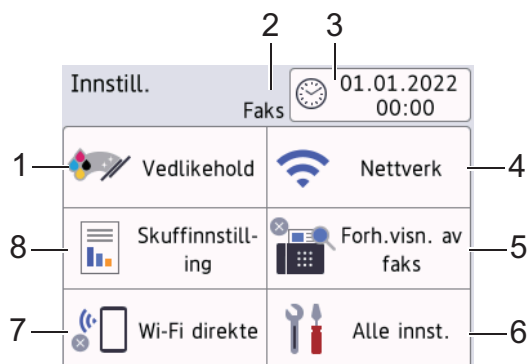 2
3
Innstill.
Faks
01.01.2022
00:00
1
Vedlikehold
Nettverk
4
8
Skuffinnstill-
ing
Forh.visn. av
faks
5
7
Wi-Fi direkte
Alle innst.
6